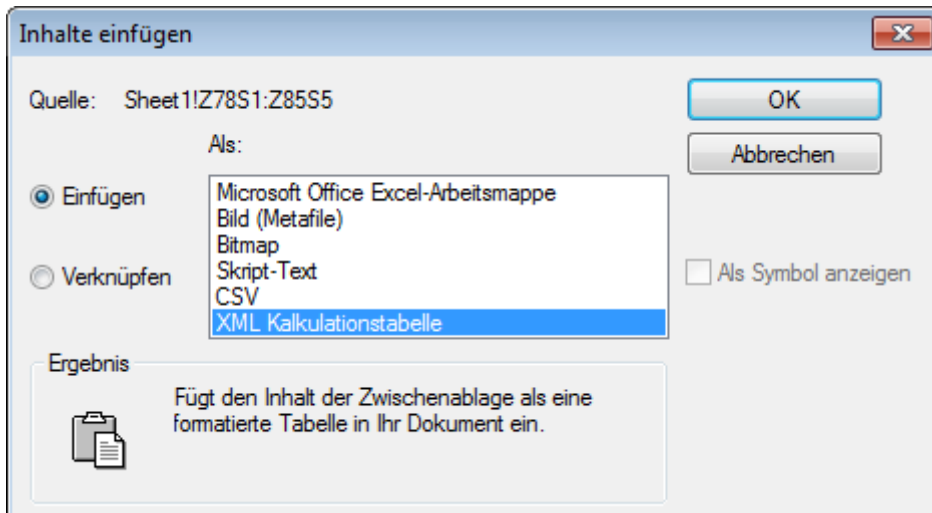 Inhalte einfügen
Quelle: Sheet1!Z78S1:Z85S5
OK
Als:
Abbrechen
Einfügen
Microsoft Office Excel-Arbeitsmappe
Bild (Metafile)
Bitmap
Verknüpfen
Skript-Text
CSV
XML Kalkulationstabelle
Als Symbol anzeigen
Ergebnis
Fügt den Inhalt der Zwischenablage als eine
formatierte Tabelle in Ihr Dokument ein.